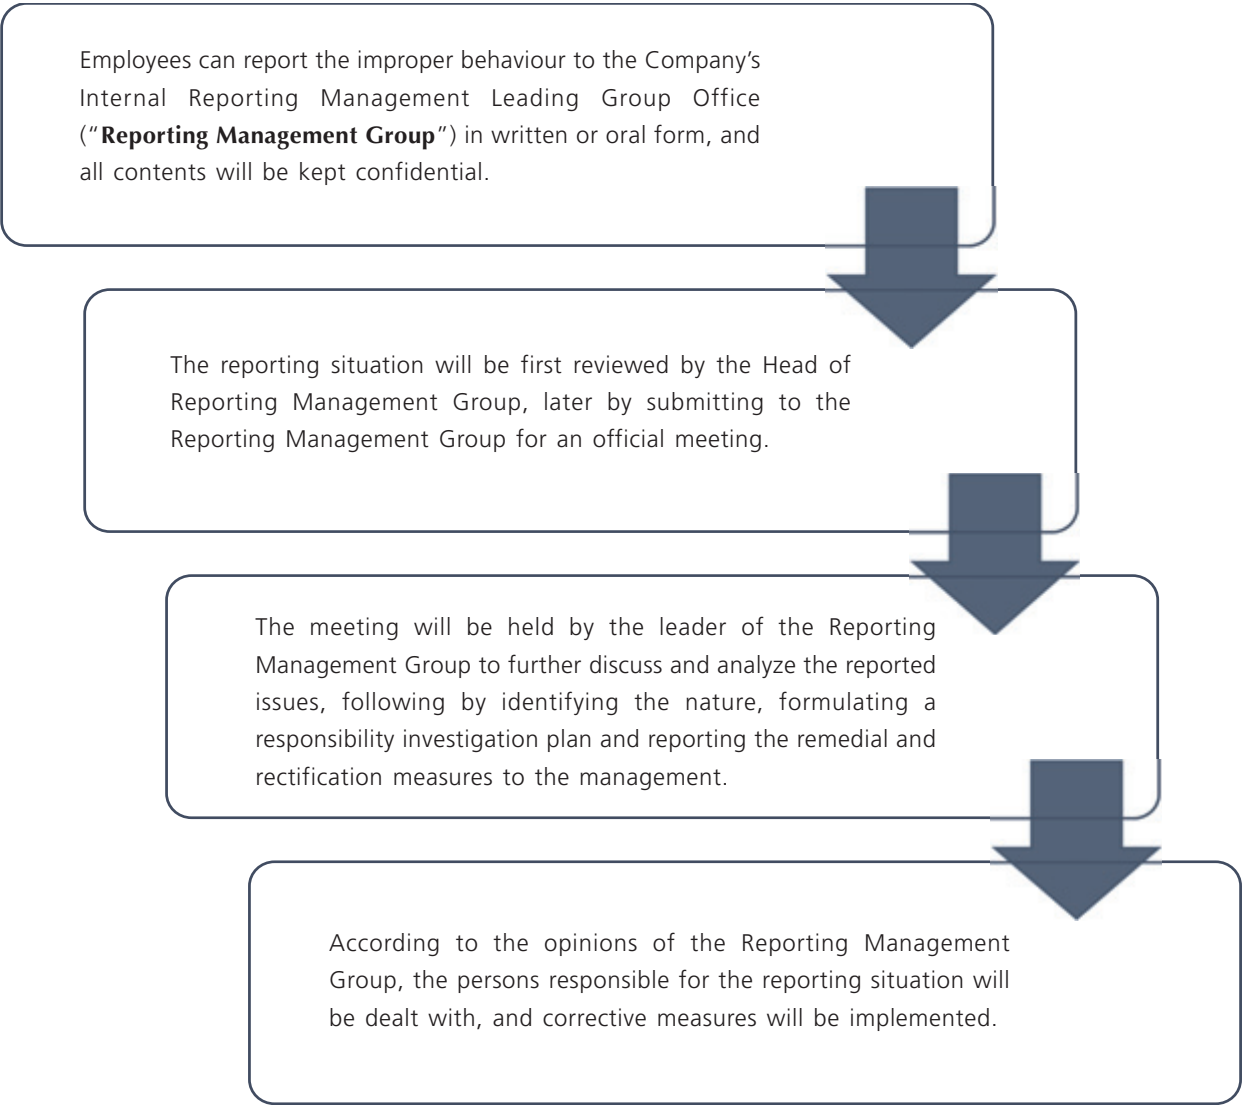 Employees can report the improper behaviour to the Company’s
Internal Reporting Management Leading Group Office
(“Reporting Management Group”) in written or oral form, and
all contents will be kept confidential.
The reporting situation will be first reviewed by the Head of
Reporting Management Group, later by submitting to the
Reporting Management Group for an official meeting.
The meeting will be held by the leader of the Reporting
Management Group to further discuss and analyze the reported
issues, following by identifying the nature, formulating a
responsibility investigation plan and reporting the remedial and
rectification measures to the management.
According to the opinions of the Reporting Management
Group, the persons responsible for the reporting situation will
be dealt with, and corrective measures will be implemented.